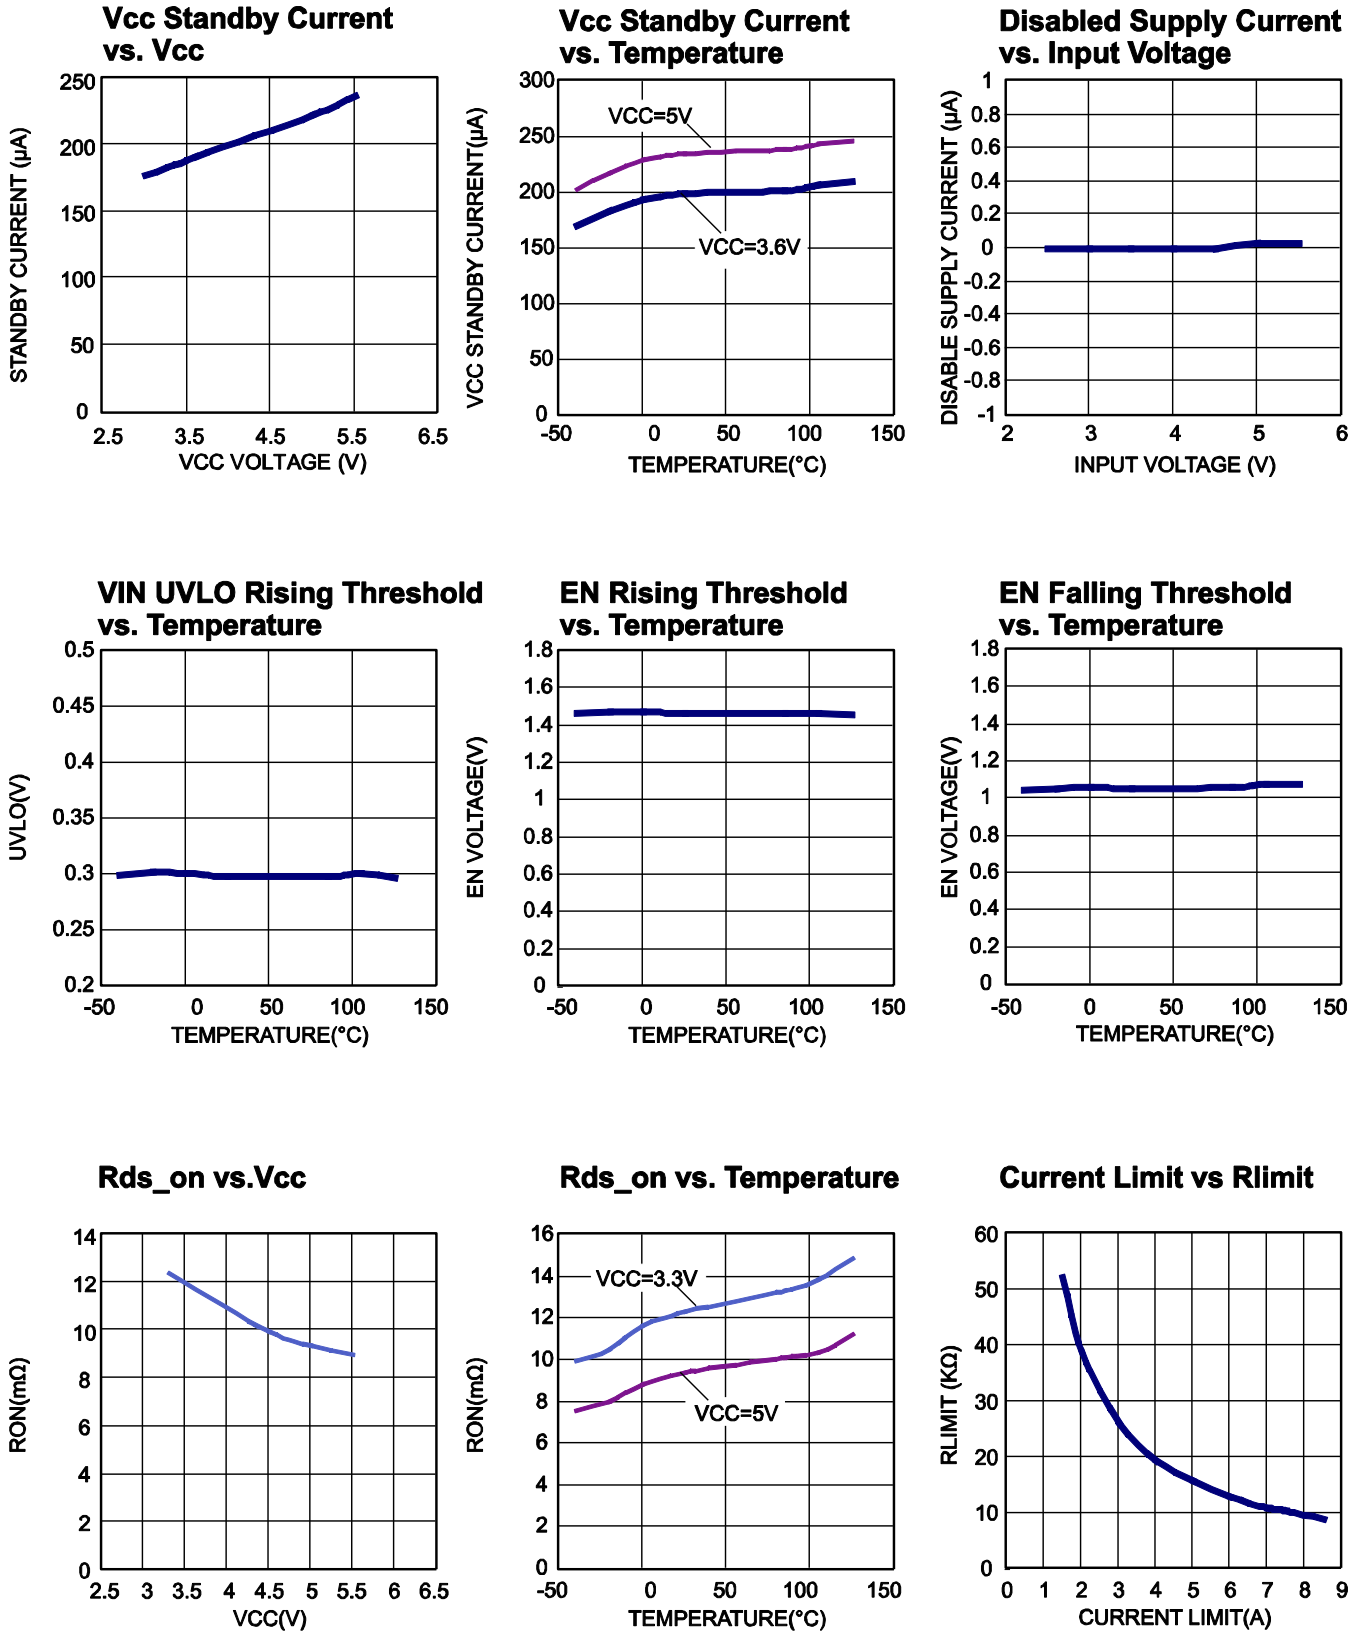 Vcc Standby Current
vs. Vcc
250
200
150
100
50
0
2.5 3.5 4.5 5.5 6.5
VCC VOLTAGE (V)
STANDBY CURRENT (µA)
Vcc Standby Current
vs. Temperature
300
250
200
150
100
50
0
VCC=5V
VCC=3.6V
-50 0 50 100 150
TEMPERATURE(°C)
VCC STANDBY CURRENT(µA)
Disabled Supply Current
vs. Input Voltage
1
0.8
0.6
0.4
0.2
0
-0.2
-0.4
-0.6
-0.8
-1
2 3 4 5 6
INPUT VOLTAGE (V)
DISABLE SUPPLY CURRENT (µA)
VIN UVLO Rising Threshold
vs. Temperature
0.5
0.45
0.4
0.35
0.3
0.25
0.2
-50 0 50 100 150
TEMPERATURE(°C)
UVLO(V)
EN Rising Threshold
vs. Temperature
1.8
1.6
1.4
1.2
1
0.8
0.6
0.4
0.2
0
-50 0 50 100 150
TEMPERATURE(°C)
EN VOLTAGE(V)
EN Falling Threshold
vs. Temperature
1.8
1.6
1.4
1.2
1
0.8
0.6
0.4
0.2
0
-50 0 50 100 150
TEMPERATURE(°C)
EN VOLTAGE(V)
Rds_on vs.Vcc
14
12
10
8
6
4
2
0
2.5 3 3.5 4 4.5 5 5.5 6 6.5
VCC(V)
RON(mΩ)
Rds_on vs. Temperature
16
14
12
10
8
6
4
2
0
VCC=3.3V
VCC=5V
-50 0 50 100 150
TEMPERATURE(°C)
RON(mΩ)
Current Limit vs Rlimit
60
50
40
30
20
10
0
0 1 2 3 4 5 6 7 8 9
CURRENT LIMIT(A)
RLIMIT (KΩ)